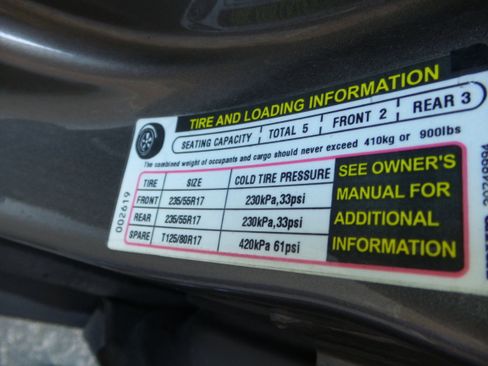 TIRE AND LOADING INFORMATION
SEATING CAPACITY | TOTAL 5 | FRONT 2 | REAR 3
The combined weight of occupants and cargo should never exceed 410kg or 900lbs
TIRE SIZE COLD TIRE PRESSURE
FRONT 235/55R17 230kPa,33psi
REAR 235/55R17 230kPa,33psi
SPARE T125/80R17 420kPa 61psi
SEE OWNER'S
MANUAL FOR
ADDITIONAL
INFORMATION
002619
20748994